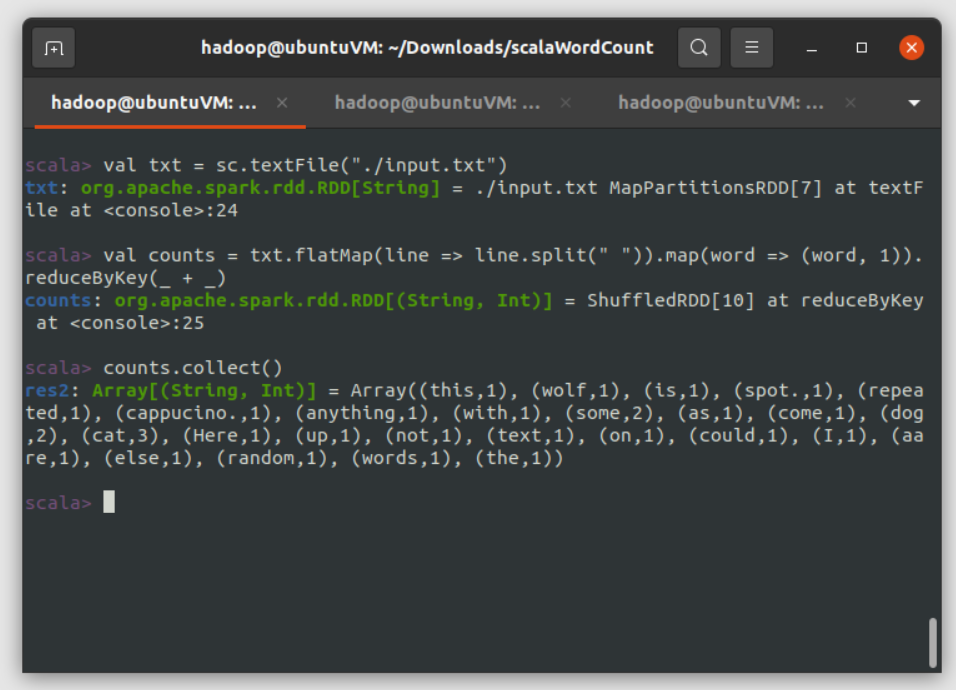 hadoop@ubuntuVM: ~/Downloads/scalaWordCount
hadoop@ubuntuVM: ... hadoop@ubuntuVM: ... hadoop@ubuntuVM: ...
scala> val txt = sc.textFile("./input.txt")
txt: org.apache.spark.rdd.RDD[String] = ./input.txt MapPartitionsRDD[7] at textF
ile at <console>:24
scala> val counts = txt.flatMap(line => line.split(" ")).map(word => (word, 1)).
reduceByKey(_ + _)
counts: org.apache.spark.rdd.RDD[(String, Int)] = ShuffledRDD[10] at reduceByKey
 at <console>:25
scala> counts.collect()
res2: Array[(String, Int)] = Array((this,1), (wolf,1), (is,1), (spot.,1), (repea
ted,1), (cappucino.,1), (anything,1), (with,1), (some,2), (as,1), (come,1), (dog
,2), (cat,3), (Here,1), (up,1), (not,1), (text,1), (on,1), (could,1), (I,1), (aa
re,1), (else,1), (random,1), (words,1), (the,1))
scala>